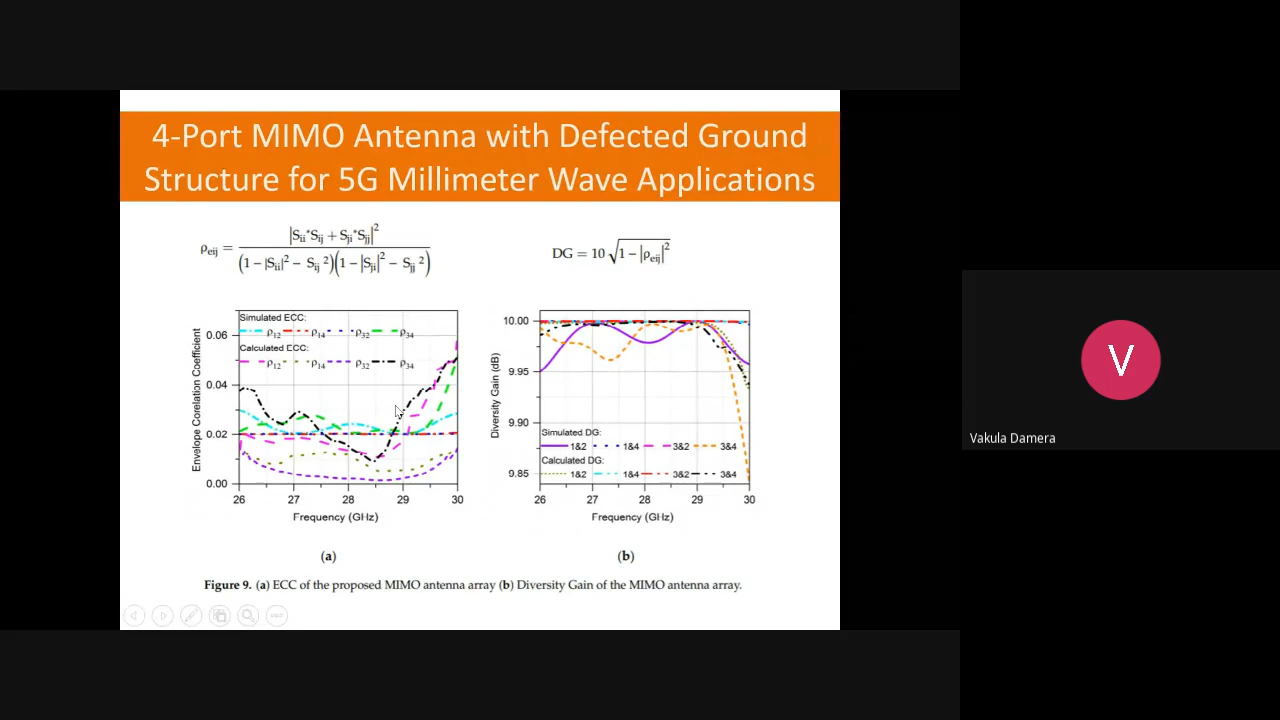 4-Port MIMO Antenna with Defected Ground
Structure for 5G Millimeter Wave Applications
ρeij = |Sii*Sij + Sji*Sjj|² / (1−|Sii|² − Sij ²)(1−|Sji|² − Sjj ²)
DG = 10 √1 − |ρeij|²
Simulated ECC:
ρ12 ρ14 ρ32 ρ34
Calculated ECC:
ρ12 ρ14 ρ32 ρ34
Envelope Corelation Coefficient
0.06
0.04
0.02
0.00
26 27 28 29 30
Frequency (GHz)
(a)
Diversity Gain (dB)
10.00
9.95
9.90
9.85
Simulated DG:
1&2 1&4 3&2 3&4
Calculated DG:
1&2 1&4 3&2 3&4
26 27 28 29 30
Frequency (GHz)
(b)
Figure 9. (a) ECC of the proposed MIMO antenna array (b) Diversity Gain of the MIMO antenna array.
V
Vakula Damera